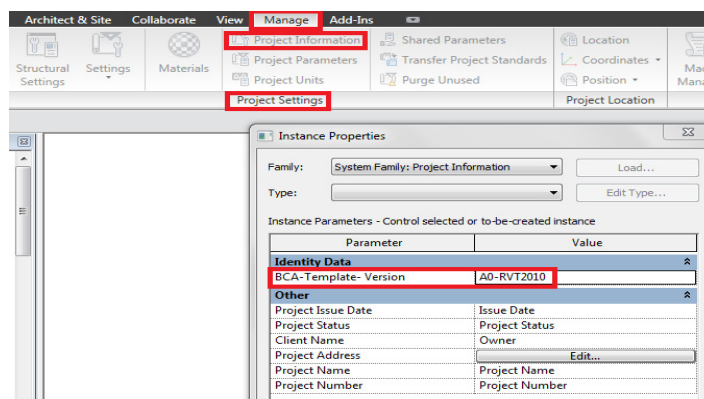 Architect & Site Collaborate View Manage Add-Ins
Project Information Shared Parameters Location
Project Parameters Transfer Project Standards Coordinates
Structural Settings Settings Materials
Project Units Purge Unused Position
Project Settings Project Location
Instance Properties
Family: System Family: Project Information Load...
Type: Edit Type...
Instance Parameters - Control selected or to-be-created instance
Parameter Value
Identity Data
BCA-Template- Version A0-RVT2010
Other
Project Issue Date Issue Date
Project Status Project Status
Client Name Owner
Project Address Edit...
Project Name Project Name
Project Number Project Number